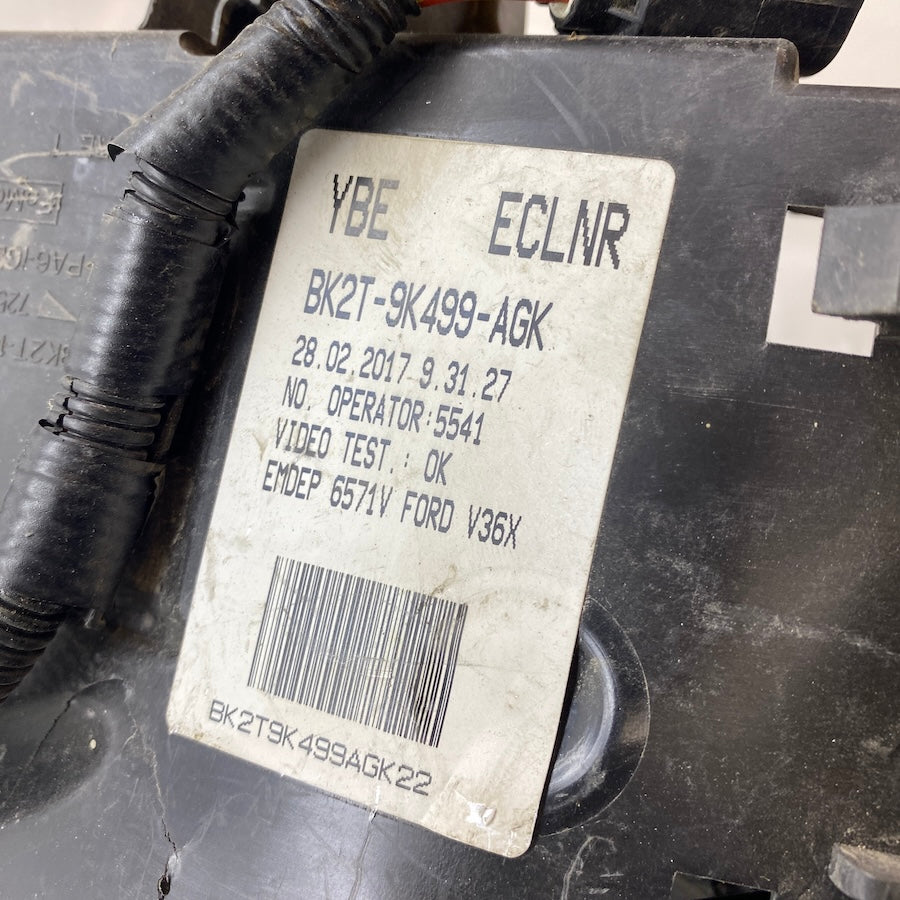 YBE ECLNR
BK2T-9K499-AGK
28.02.2017 9.31.27
NO. OPERATOR:5541
VIDEO TEST.: OK
EMDEP 6571V FORD V36X
BK2T9K499AGK22